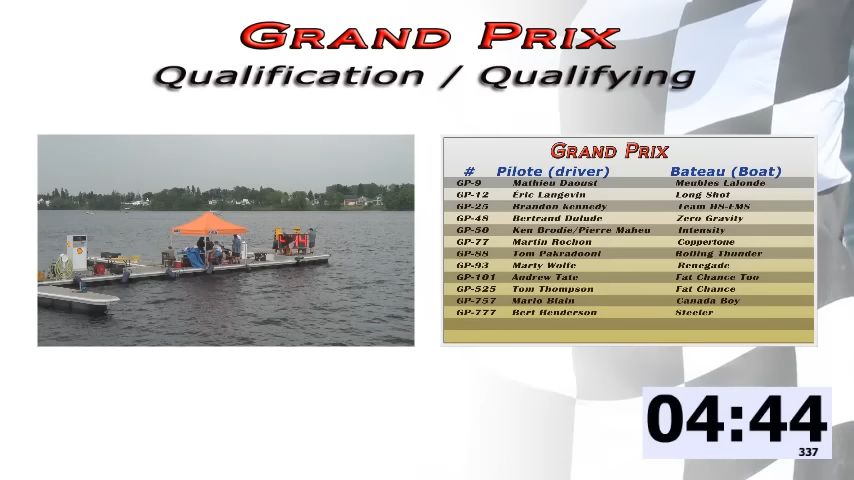 Grand Prix
Qualification / Qualifying
Grand Prix
# Pilote (driver) Bateau (Boat)
GP-9 Mathieu Daoust Meubles Lalonde
GP-12 Éric Langevin Long Shot
GP-25 Brandon Kennedy Team H8-EMS
GP-48 Bertrand Dulude Zero Gravity
GP-50 Ken Brodie/Pierre Maheu Intensity
GP-77 Martin Rochon Coppertone
GP-88 Tom Pakradooni Rolling Thunder
GP-93 Marty Wolfe Renegade
GP-101 Andrew Tate Fat Chance Too
GP-525 Tom Thompson Fat Chance
GP-757 Mario Blain Canada Boy
GP-777 Bert Henderson Steeler
04:44
337